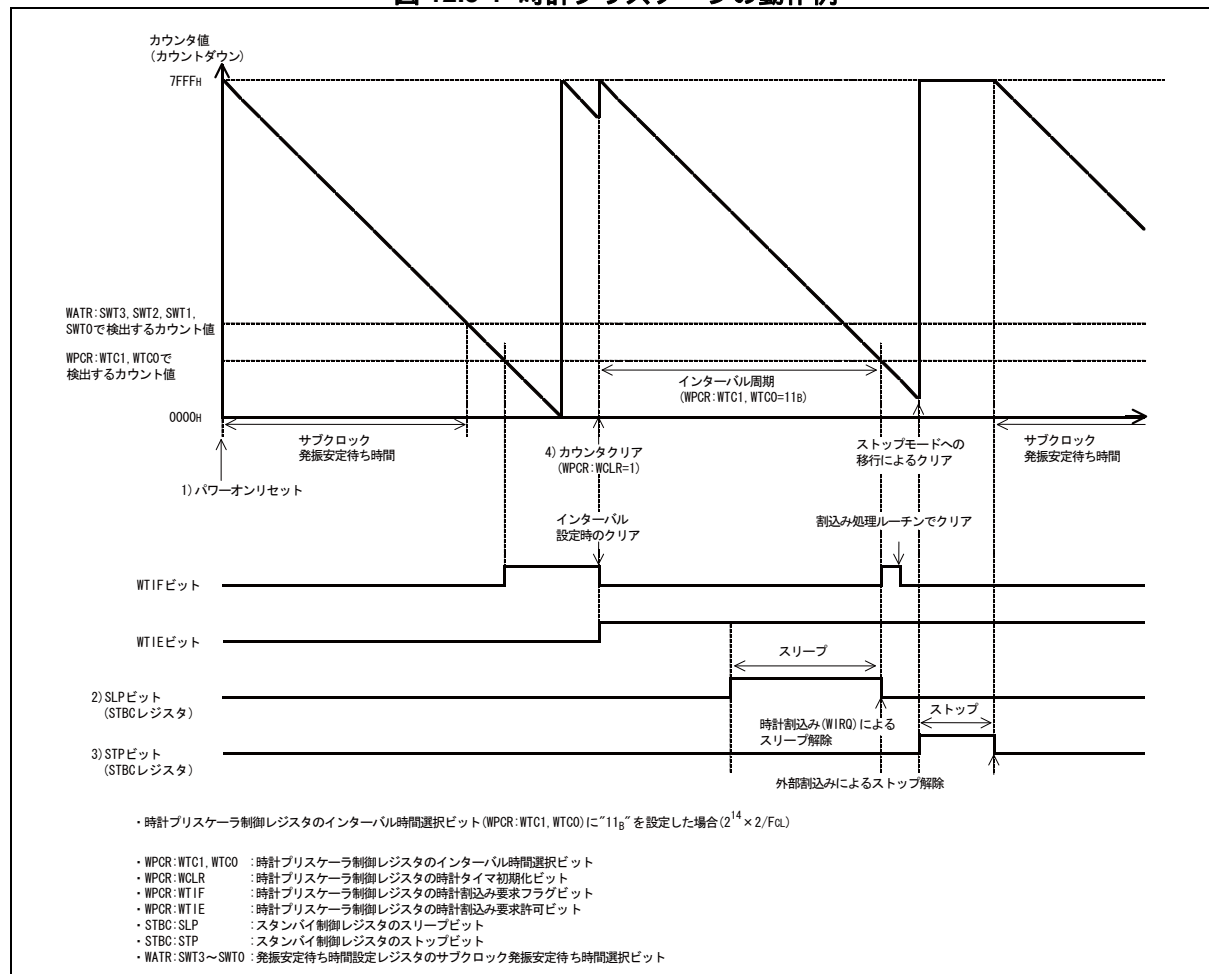 カウンタ値
(カウントダウン)
7FFFH
WATR:SWT3, SWT2, SWT1,
SWT0で検出するカウント値
WPCR:WTC1, WTC0で
検出するカウント値
インターバル周期
(WPCR:WTC1, WTC0=11B)
0000H
サブクロック
発振安定待ち時間
4)カウンタクリア
(WPCR:WCLR=1)
ストップモードへの
移行によるクリア
サブクロック
発振安定待ち時間
1)パワーオンリセット
インターバル
設定時のクリア
割込み処理ルーチンでクリア
WTIFビット
WTIEビット
スリープ
2)SLPビット
(STBCレジスタ)
ストップ
時計割込み(WIRQ)による
スリープ解除
3)STPビット
(STBCレジスタ)
外部割込みによるストップ解除
・時計プリスケーラ制御レジスタのインターバル時間選択ビット(WPCR:WTC1, WTC0)に"11B"を設定した場合(2^14×2/FCL)
・WPCR:WTC1, WTC0 :時計プリスケーラ制御レジスタのインターバル時間選択ビット
・WPCR:WCLR :時計プリスケーラ制御レジスタの時計タイマ初期化ビット
・WPCR:WTIF :時計プリスケーラ制御レジスタの時計割込み要求フラグビット
・WPCR:WTIE :時計プリスケーラ制御レジスタの時計割込み要求許可ビット
・STBC:SLP :スタンバイ制御レジスタのスリープビット
・STBC:STP :スタンバイ制御レジスタのストップビット
・WATR:SWT3～SWT0 :発振安定待ち時間設定レジスタのサブクロック発振安定待ち時間選択ビット